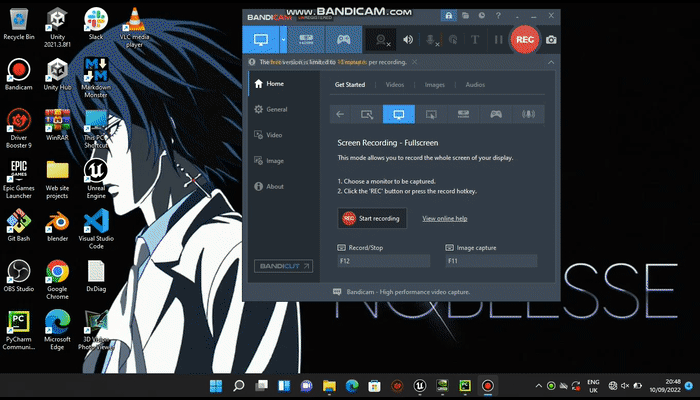 www.BANDICAM.com
BANDICAM UNREGISTERED
REC
The free version is limited to 10 minutes per recording.
Home
General
Video
Image
About
BANDICUT
Get Started
Videos
Images
Audios
Screen Recording - Fullscreen
This mode allows you to record the whole screen of your display.
1. Choose a monitor to be captured.
2. Click the 'REC' button or press the record hotkey.
REC Start recording
View online help
Record/Stop
F12
Image capture
F11
Bandicam - High performance video capture.
Recycle Bin
Unity
2021.3.8f1
Slack
VLC media
player
Bandicam
Unity Hub
Markdown
Monster
Driver
Booster 9
WinRAR
This PC
Shortcut
Epic Games
Launcher
Web site
projects
Unreal
Engine
Git Bash
blender
Visual Studio
Code
OBS Studio
Google
Chrome
DxDiag
PyCharm
Communi...
Microsoft
Edge
3D Vision
Photo Viewer
NOBLESSE
ENG
UK
20:48
10/09/2022
4